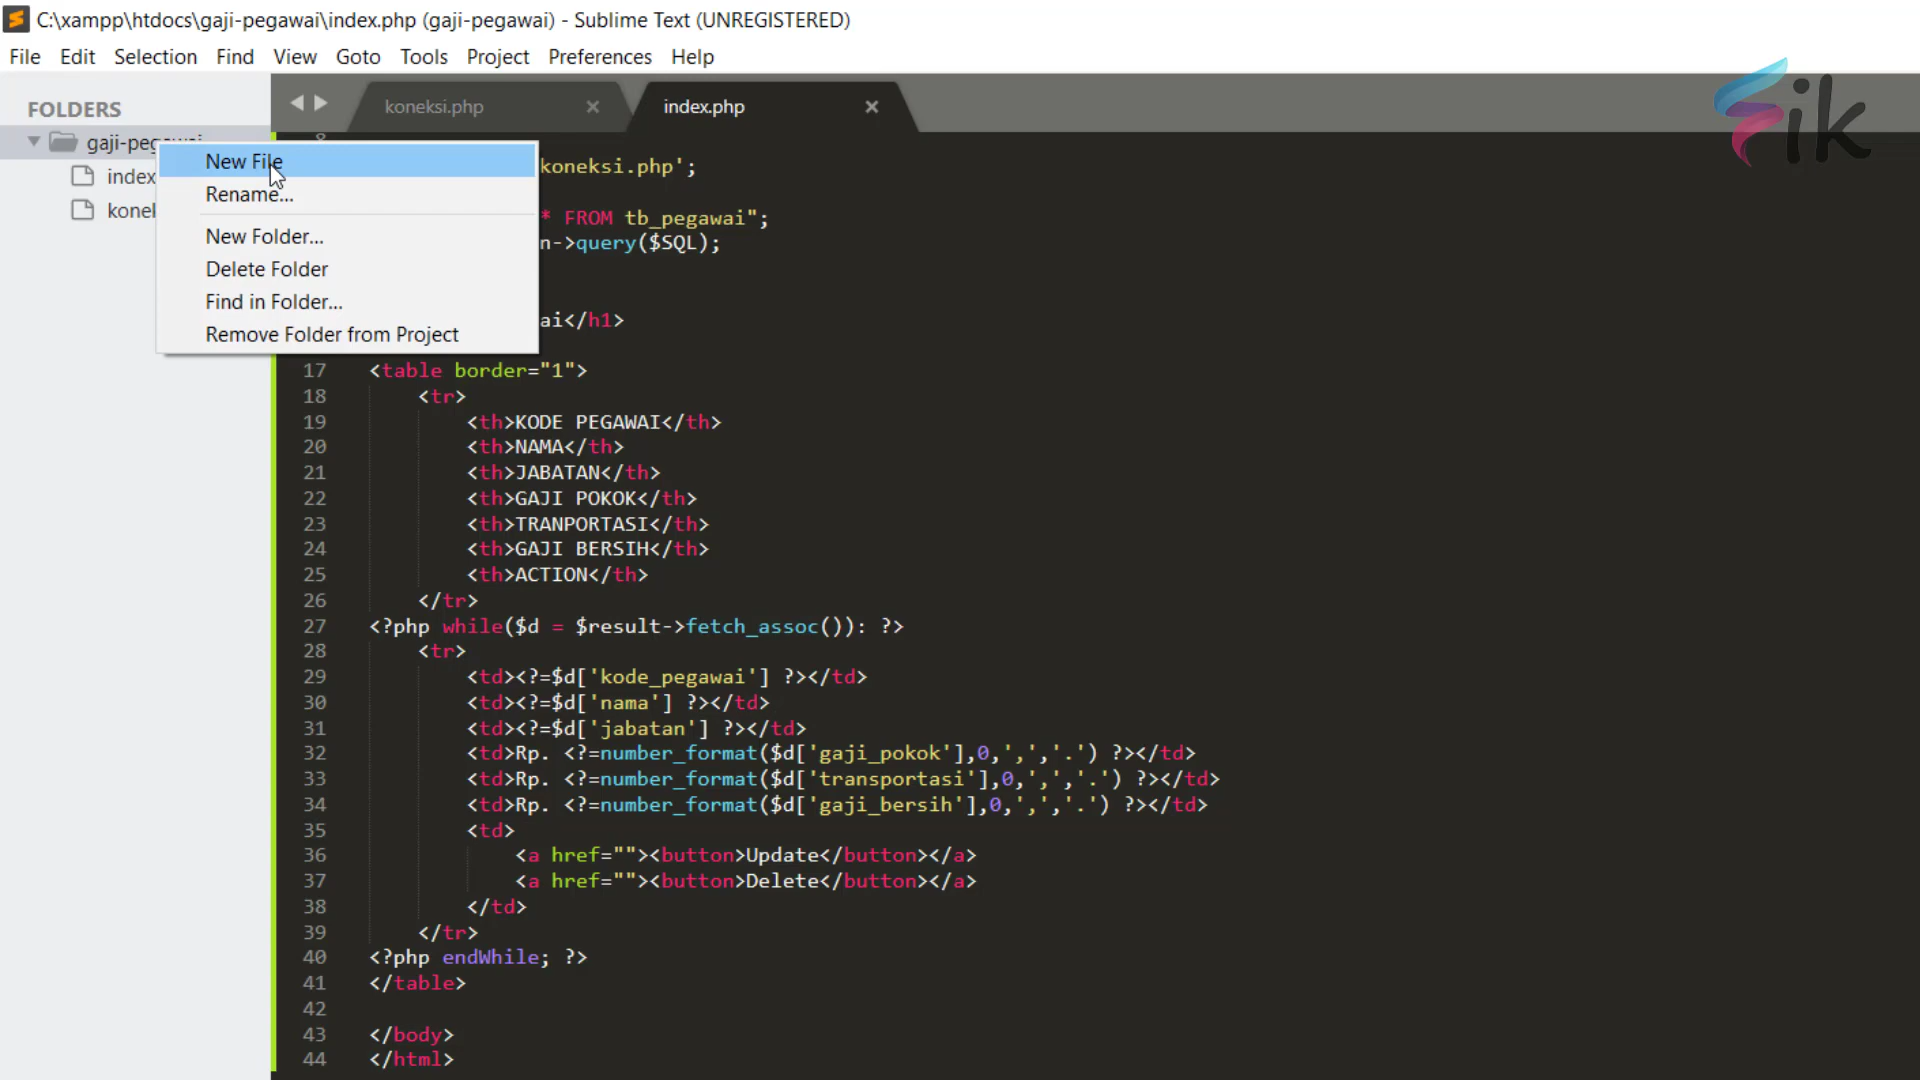 C:\xampp\htdocs\gaji-pegawai\index.php (gaji-pegawai) - Sublime Text (UNREGISTERED)
File Edit Selection Find View Goto Tools Project Preferences Help
FOLDERS
gaji-pegawai
index
konek
New File
Rename...
New Folder...
Delete Folder
Find in Folder...
Remove Folder from Project
koneksi.php × index.php ×
ik
8
koneksi.php';
* FROM tb_pegawai";
n->query($SQL);
ai</h1>
17 <table border="1">
18 <tr>
19 <th>KODE PEGAWAI</th>
20 <th>NAMA</th>
21 <th>JABATAN</th>
22 <th>GAJI POKOK</th>
23 <th>TRANPORTASI</th>
24 <th>GAJI BERSIH</th>
25 <th>ACTION</th>
26 </tr>
27 <?php while($d = $result->fetch_assoc()): ?>
28 <tr>
29 <td><?=$d['kode_pegawai'] ?></td>
30 <td><?=$d['nama'] ?></td>
31 <td><?=$d['jabatan'] ?></td>
32 <td>Rp. <?=number_format($d['gaji_pokok'],0,',','.') ?></td>
33 <td>Rp. <?=number_format($d['transportasi'],0,',','.') ?></td>
34 <td>Rp. <?=number_format($d['gaji_bersih'],0,',','.') ?></td>
35 <td>
36 <a href=""><button>Update</button></a>
37 <a href=""><button>Delete</button></a>
38 </td>
39 </tr>
40 <?php endWhile; ?>
41 </table>
42
43 </body>
44 </html>